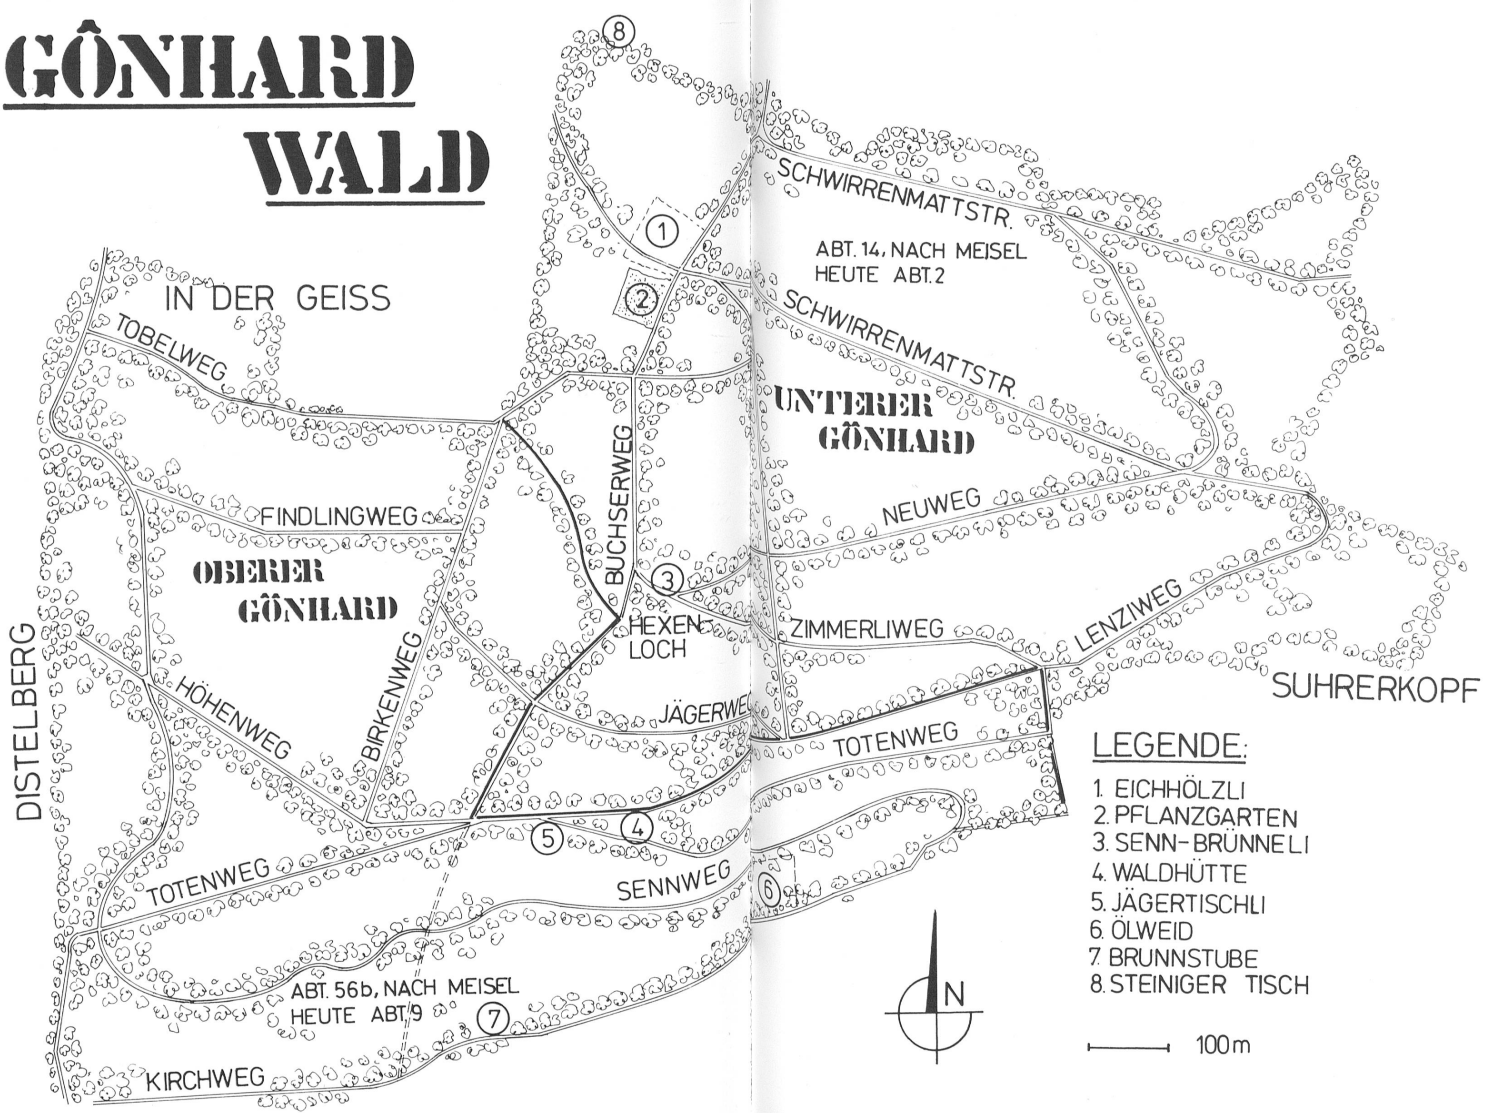 GÔNHARD
WALD
8
SCHWIRRENMATTSTR.
1
ABT. 14, NACH MEISEL
HEUTE ABT. 2
IN DER GEISS
2
TOBELWEG
SCHWIRRENMATTSTR.
UNTERER
GÔNHARD
BUCHSERWEG
NEUWEG
FINDLINGWEG
OBERER
GÔNHARD
3
HEXEN-
LOCH
ZIMMERLIWEG
LENZIWEG
DISTELBERG
SUHRERKOPF
HÖHENWEG
BIRKENWEG
JÄGERWEG
TOTENWEG
4
5
TOTENWEG
SENNWEG
6
ABT. 56b, NACH MEISEL
HEUTE ABT. 9
7
KIRCHWEG
LEGENDE:
1. EICHHÖLZLI
2. PFLANZGARTEN
3. SENN-BRÜNNELI
4. WALDHÜTTE
5. JÄGERTISCHLI
6. ÖLWEID
7. BRUNNSTUBE
8. STEINIGER TISCH
N
100m